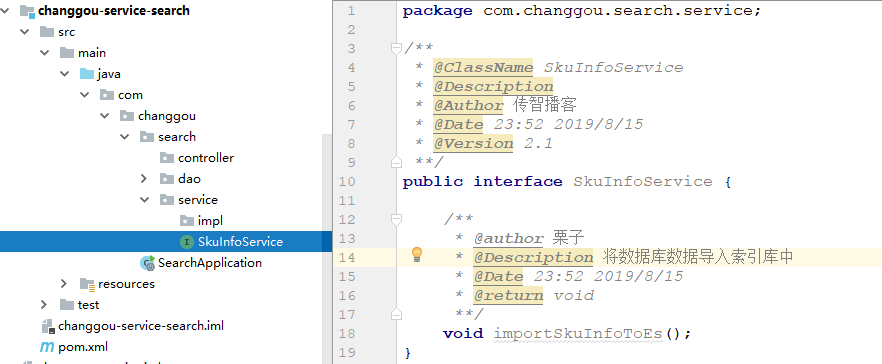 changgou-service-search
src
main
java
com
changgou
search
controller
dao
service
impl
SkuInfoService
SearchApplication
resources
test
changgou-service-search.iml
pom.xml
1 package com.changgou.search.service;
2
3 /**
4 * @ClassName SkuInfoService
5 * @Description
6 * @Author 传智播客
7 * @Date 23:52 2019/8/15
8 * @Version 2.1
9 **/
10 public interface SkuInfoService {
11
12 /**
13 * @author 栗子
14 * @Description 将数据库数据导入索引库中
15 * @Date 23:52 2019/8/15
16 * @return void
17 **/
18 void importSkuInfoToEs();
19 }